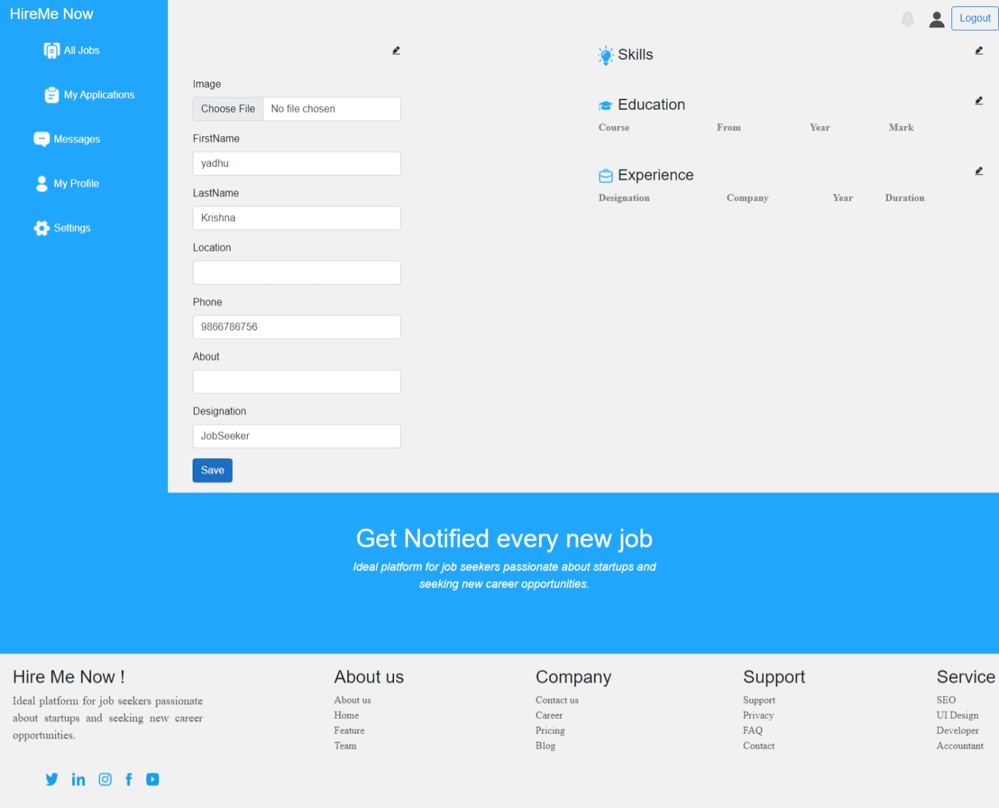 HireMe Now
Logout
All Jobs
My Applications
Messages
My Profile
Settings
Image
Choose File No file chosen
FirstName
yadhu
LastName
Krishna
Location
Phone
9866786756
About
Designation
JobSeeker
Save
Skills
Education
Course From Year Mark
Experience
Designation Company Year Duration
Get Notified every new job
Ideal platform for job seekers passionate about startups and
seeking new career opportunities.
Hire Me Now !
Ideal platform for job seekers passionate
about startups and seeking new career
opportunities.
About us
About us
Home
Feature
Team
Company
Contact us
Career
Pricing
Blog
Support
Support
Privacy
FAQ
Contact
Service
SEO
UI Design
Developer
Accountant